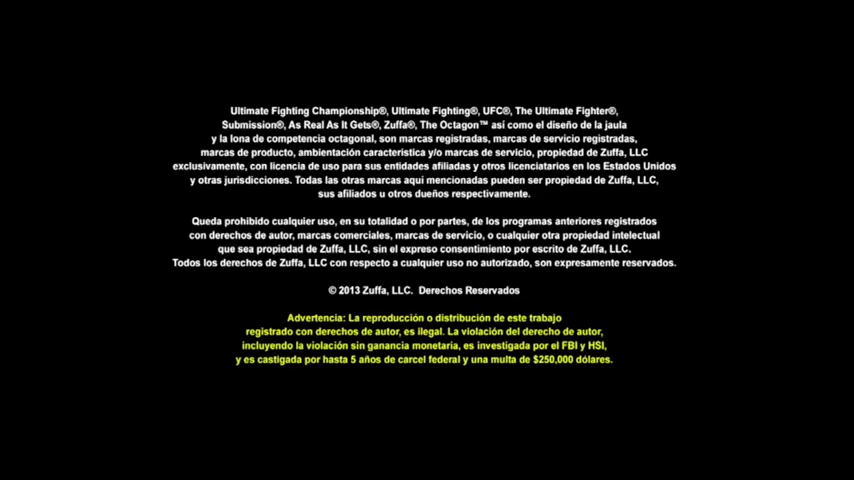 Ultimate Fighting Championship®, Ultimate Fighting®, UFC®, The Ultimate Fighter®,
Submission®, As Real As It Gets®, Zuffa®, The Octagon™ así como el diseño de la jaula
y la lona de competencia octagonal, son marcas registradas, marcas de servicio registradas,
marcas de producto, ambientación característica y/o marcas de servicio, propiedad de Zuffa, LLC
exclusivamente, con licencia de uso para sus entidades afiliadas y otros licenciatarios en los Estados Unidos
y otras jurisdicciones. Todas las otras marcas aqui mencionadas pueden ser propiedad de Zuffa, LLC,
sus afiliados u otros dueños respectivamente.
Queda prohibido cualquier uso, en su totalidad o por partes, de los programas anteriores registrados
con derechos de autor, marcas comerciales, marcas de servicio, o cualquier otra propiedad intelectual
que sea propiedad de Zuffa, LLC, sin el expreso consentimiento por escrito de Zuffa, LLC.
Todos los derechos de Zuffa, LLC con respecto a cualquier uso no autorizado, son expresamente reservados.
© 2013 Zuffa, LLC. Derechos Reservados
Advertencia: La reproducción o distribución de este trabajo
registrado con derechos de autor, es ilegal. La violación del derecho de autor,
incluyendo la violación sin ganancia monetaria, es investigada por el FBI y HSI,
y es castigada por hasta 5 años de carcel federal y una multa de $250,000 dólares.